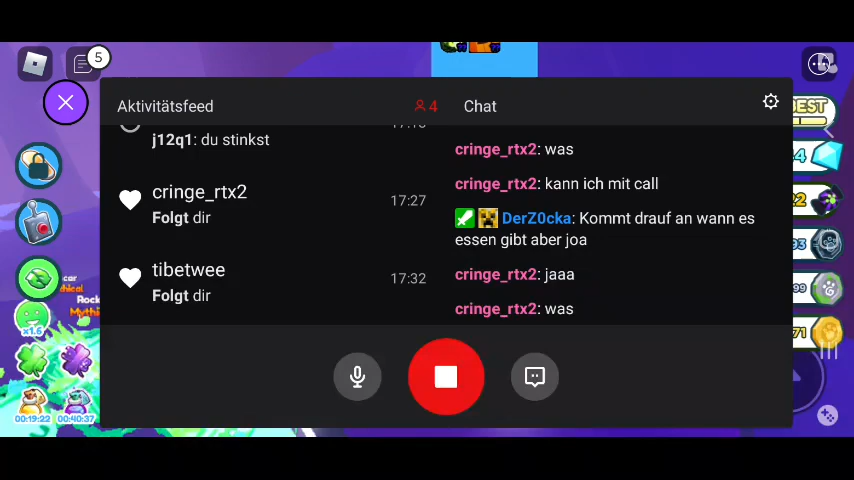 5
Aktivitätsfeed
4
Chat
j12q1: du stinkst
cringe_rtx2
Folgt dir
17:27
tibetwee
Folgt dir
17:32
cringe_rtx2: was
cringe_rtx2: kann ich mit call
DerZ0cka: Kommt drauf an wann es
essen gibt aber joa
cringe_rtx2: jaaa
cringe_rtx2: was
x1.6
00:19:22
00:40:37